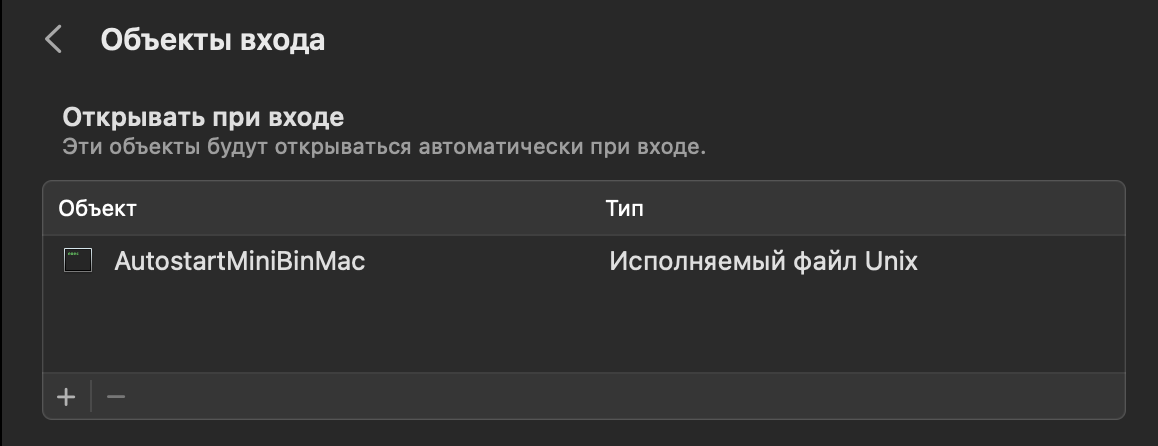 Объекты входа
Открывать при входе
Эти объекты будут открываться автоматически при входе.
Объект Тип
AutostartMiniBinMac Исполняемый файл Unix